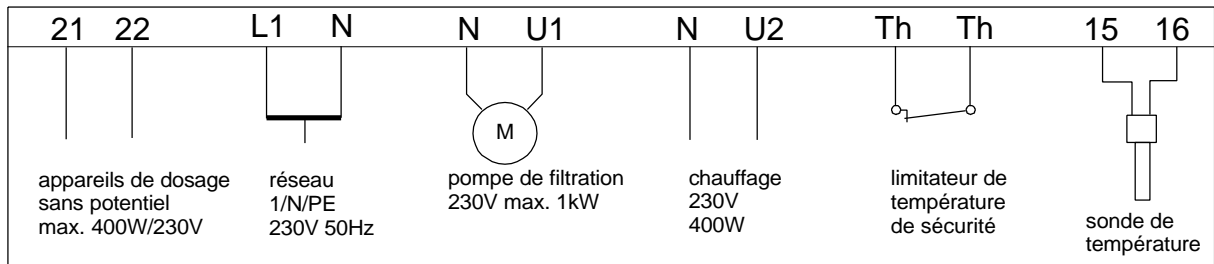 21 22 L1 N N U1 N U2 Th Th 15 16
M
appareils de dosage
sans potentiel
max. 400W/230V
réseau
1/N/PE
230V 50Hz
pompe de filtration
230V max. 1kW
chauffage
230V
400W
limitateur de
température
de sécurité
sonde de
température